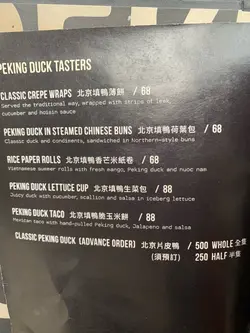 PEKING DUCK TASTERS
CLASSIC CREPE WRAPS 北京填鴨薄餅 / 68
Served the traditional way, wrapped with strips of leek,
cucumber and hoisin sauce
PEKING DUCK IN STEAMED CHINESE BUNS 北京填鴨荷葉包 / 68
Peking duck and condiments, sandwiched in Northern-style buns
RICE PAPER ROLLS 北京填鴨香芒米紙卷 / 68
Vietnamese summer rolls with fresh mango, Peking duck and nuoc nam
PEKING DUCK LETTUCE CUP 北京填鴨生菜包 / 88
Juicy duck with cucumber, scallion and salsa in iceberg lettuce
PEKING DUCK TACO 北京填鴨脆玉米餅 / 88
Mexican taco with hand-pulled Peking duck, Jalapeno and salsa
CLASSIC PEKING DUCK (ADVANCE ORDER) 北京片皮鴨 / 500 WHOLE 全隻
(須預訂) 250 HALF 半隻